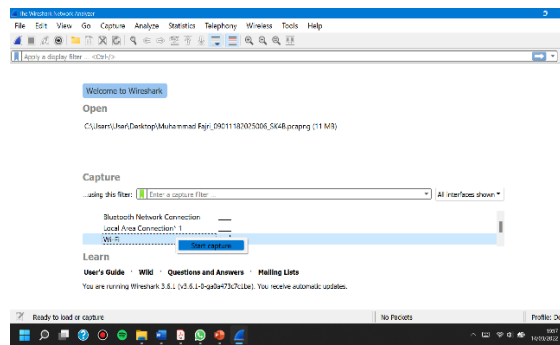 The Wireshark Network Analyzer
File Edit View Go Capture Analyze Statistics Telephony Wireless Tools Help
Apply a display filter ... <Ctrl-/>
Welcome to Wireshark
Open
C:\Users\User\Desktop\Muhammad Fajri_09011182025006_SK4B.pcapng (11 MB)
Capture
...using this filter: Enter a capture filter ... All interfaces shown
Bluetooth Network Connection
Local Area Connection* 1
Wi-Fi
Start capture
Learn
User's Guide · Wiki · Questions and Answers · Mailing Lists
You are running Wireshark 3.6.1 (v3.6.1-0-ga0a473c7c1ba). You receive automatic updates.
Ready to load or capture No Packets Profile: